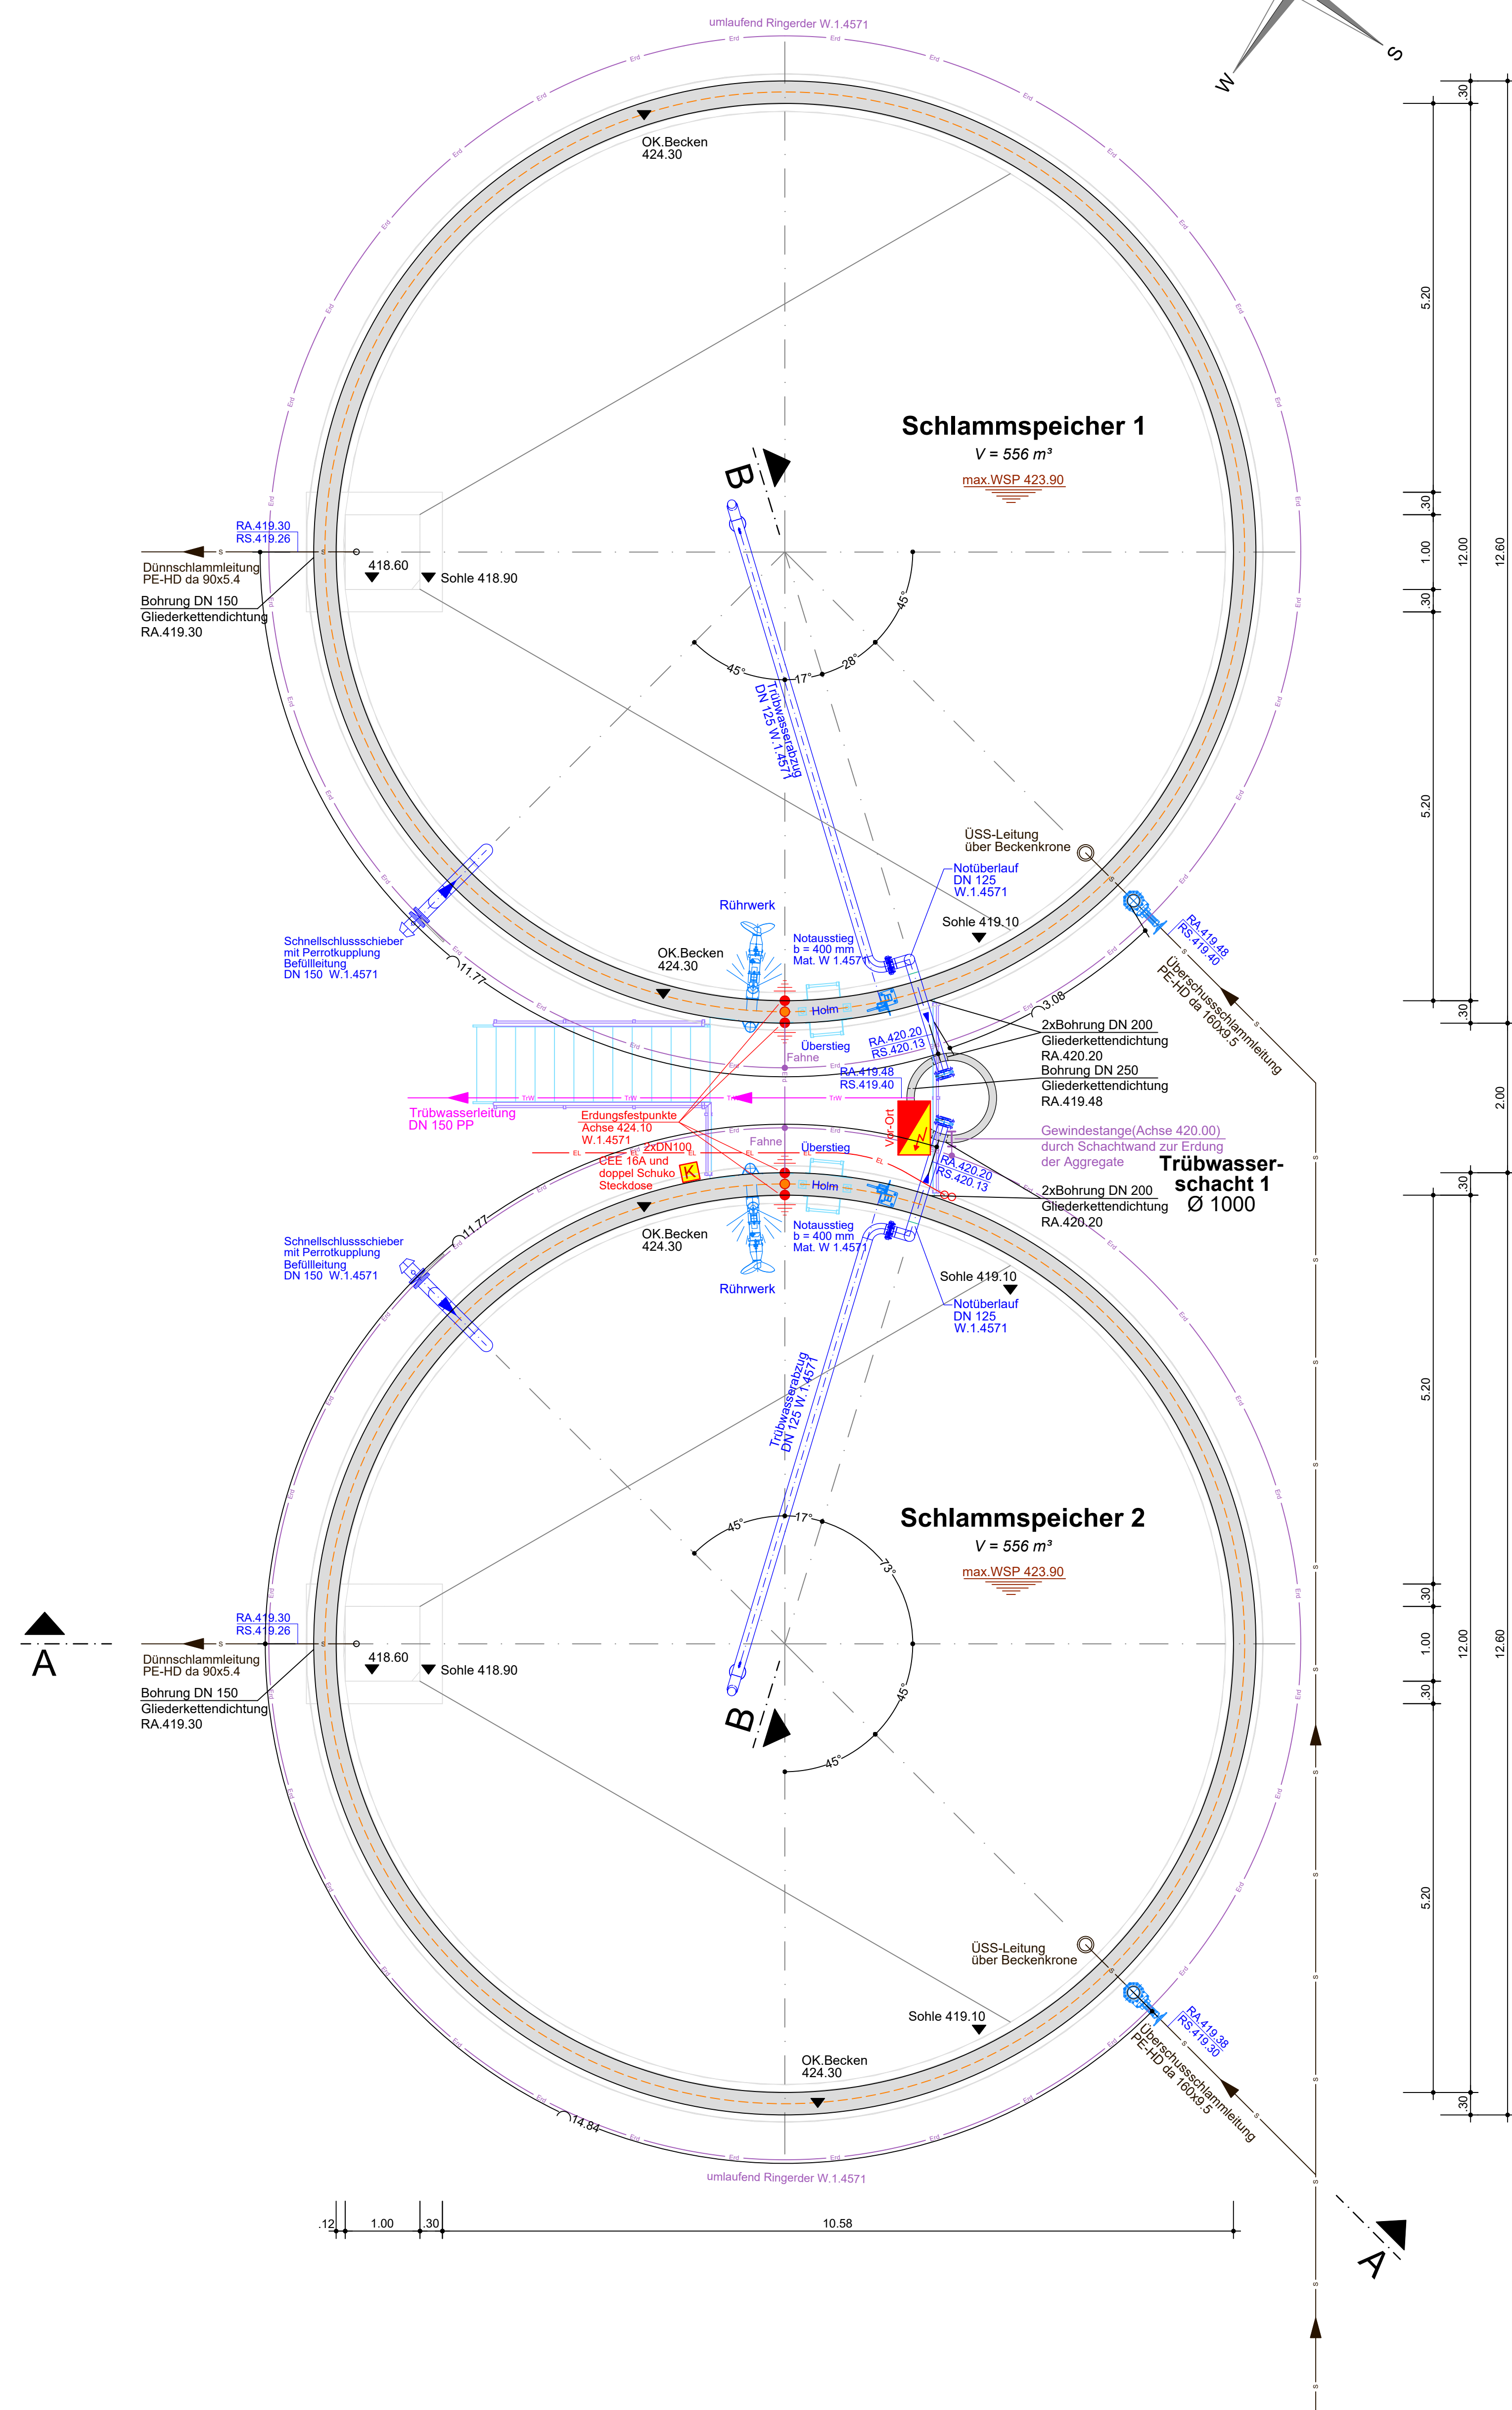 umlaufend Ringerder W.1.4571
S
W
OK.Becken
424.30
Schlammspeicher 1
V = 556 m³
max.WSP 423.90
B
RA.419.30
RS.419.26
Dünnschlammleitung
PE-HD da 90x5.4
Bohrung DN 150
Gliederkettendichtung
RA.419.30
418.60
Sohle 418.90
45°
45°
17°
28°
Trübwasserabzug
DN 125 W.1.4571
ÜSS-Leitung
über Beckenkrone
Notüberlauf
DN 125
W.1.4571
Rührwerk
Sohle 419.10
RA.419.48
RS.419.40
Überschussschlammleitung
PE-HD da 160x9.5
Schnellschlussschieber
mit Perrotkupplung
Befüllleitung
DN 150 W.1.4571
11.77
OK.Becken
424.30
Notausstieg
b = 400 mm
Mat. W 1.4571
Holm
Überstieg
Fahne
RA.420.20
RS.420.13
3.08
2xBohrung DN 200
Gliederkettendichtung
RA.420.20
Bohrung DN 250
Gliederkettendichtung
RA.419.48
RA.419.48
RS.419.40
Trübwasserleitung
DN 150 PP
TrW
TrW
TrW
Erdungsfestpunkte
Achse 424.10
W.1.4571
2xDN100
CEE 16A und
doppel Schuko
Steckdose
K
EL
EL
EL
EL
EL
Vor-Ort
Fahne
Überstieg
Gewindestange(Achse 420.00)
durch Schachtwand zur Erdung
der Aggregate
Trübwasser-
schacht 1
Ø 1000
RA.420.20
RS.420.13
2xBohrung DN 200
Gliederkettendichtung
RA.420.20
Holm
Notausstieg
b = 400 mm
Mat. W 1.4571
OK.Becken
424.30
Rührwerk
Schnellschlussschieber
mit Perrotkupplung
Befüllleitung
DN 150 W.1.4571
11.77
Sohle 419.10
Notüberlauf
DN 125
W.1.4571
Trübwasserabzug
DN 125 W.1.4571
Schlammspeicher 2
V = 556 m³
max.WSP 423.90
45°
17°
73°
45°
45°
B
A
RA.419.30
RS.419.26
Dünnschlammleitung
PE-HD da 90x5.4
Bohrung DN 150
Gliederkettendichtung
RA.419.30
418.60
Sohle 418.90
ÜSS-Leitung
über Beckenkrone
Sohle 419.10
OK.Becken
424.30
RA.419.38
RS.419.30
Überschussschlammleitung
PE-HD da 160x9.5
14.84
umlaufend Ringerder W.1.4571
A
.12
1.00
.30
10.58
.30
5.20
.30
1.00
.30
5.20
.30
12.00
12.60
2.00
.30
5.20
.30
1.00
.30
5.20
.30
12.00
12.60